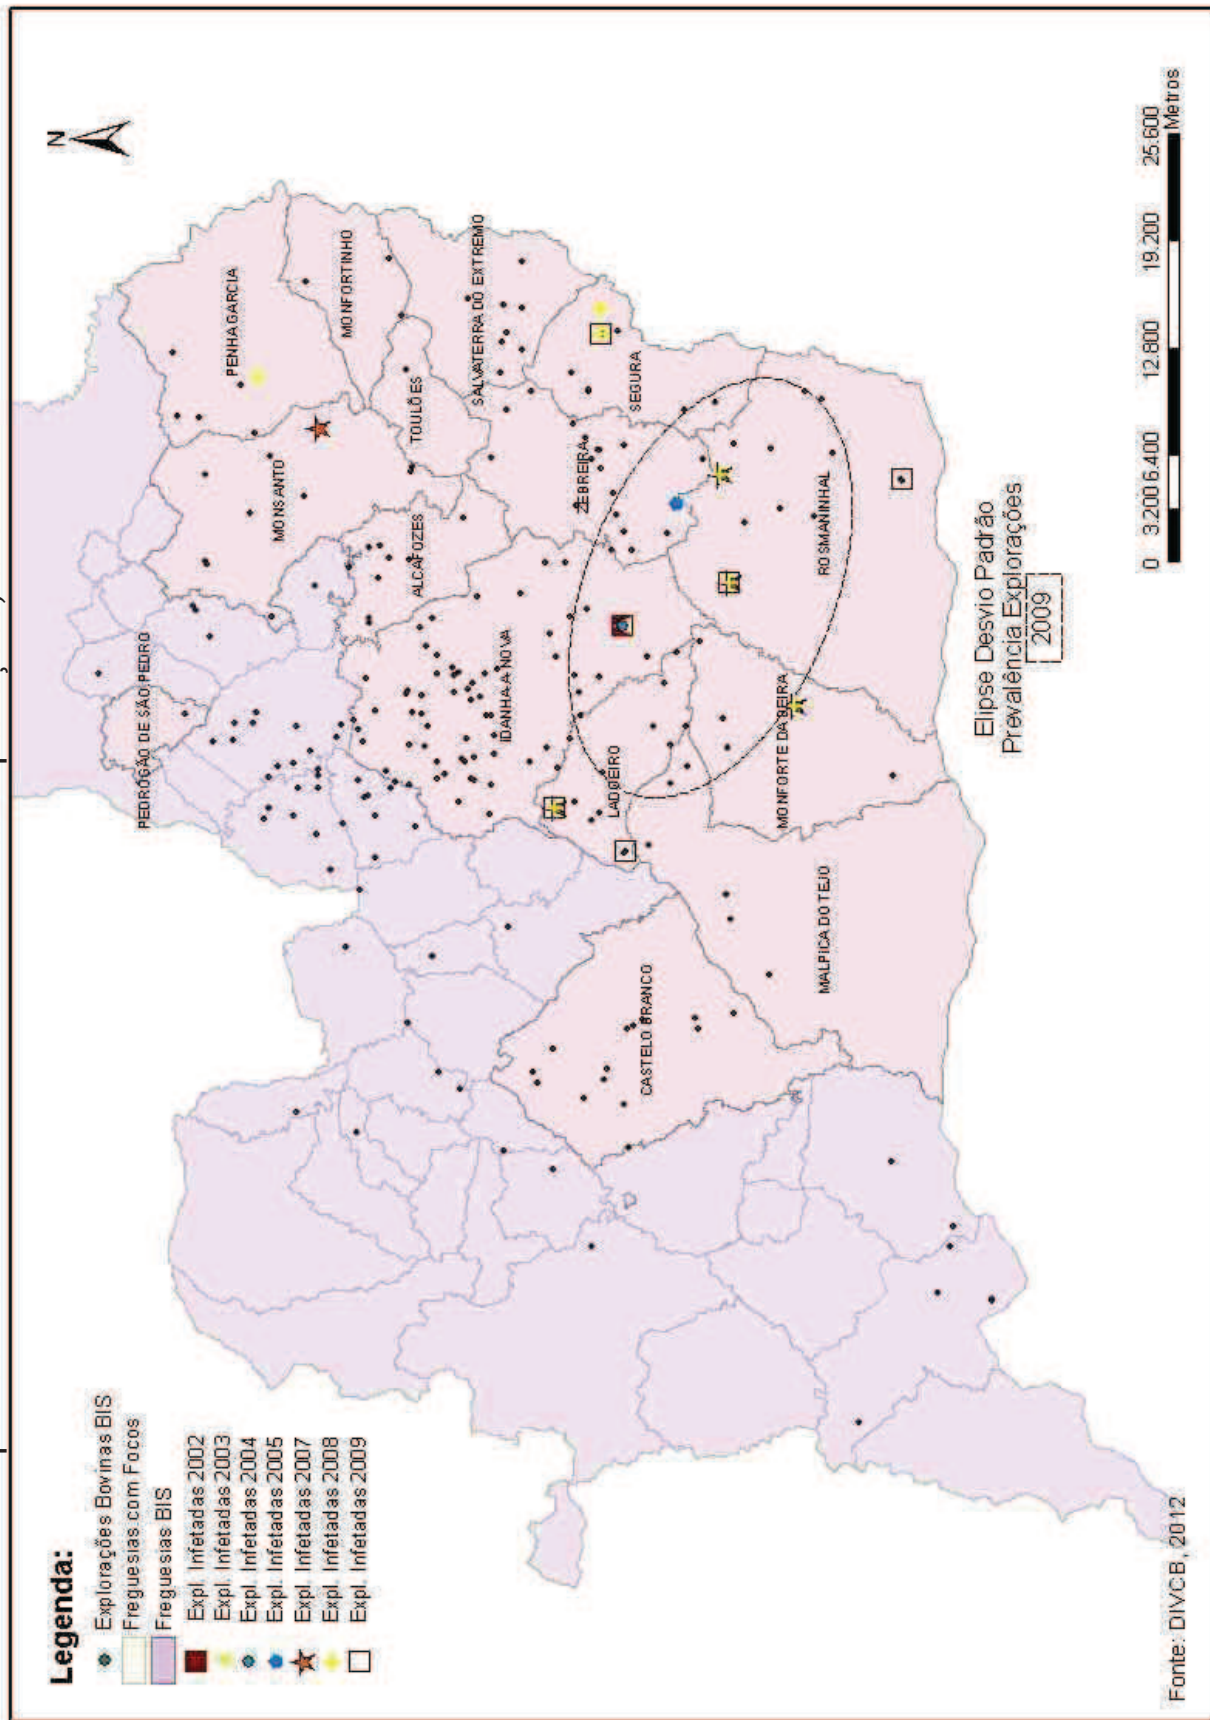 Legenda:
Explorações Bovinas BIS
Freguesias com Focos
Freguesias BIS
Expl. Infetadas 2002
Expl. Infetadas 2003
Expl. Infetadas 2004
Expl. Infetadas 2005
Expl. Infetadas 2007
Expl. Infetadas 2008
Expl. Infetadas 2009
N
PEDROGÃO DE SÃO PEDRO
PENHA GARCIA
MONSANTO
MONFORTINHO
TOULÕES
ALCAFOZES
SALVATERRA DO EXTREMO
IDANHA-A NOVA
ZEBREIRA
SEGURA
LADOEIRO
CASTELO BRANCO
MONFORTE DA BEIRA
MALPICA DO TEJO
ROSMANINHAL
Elipse Desvio Padrão
Prevalência Explorações
2009
0 3.200 6.400 12.800 19.200 25.600
Metros
Fonte: DIVCB, 2012